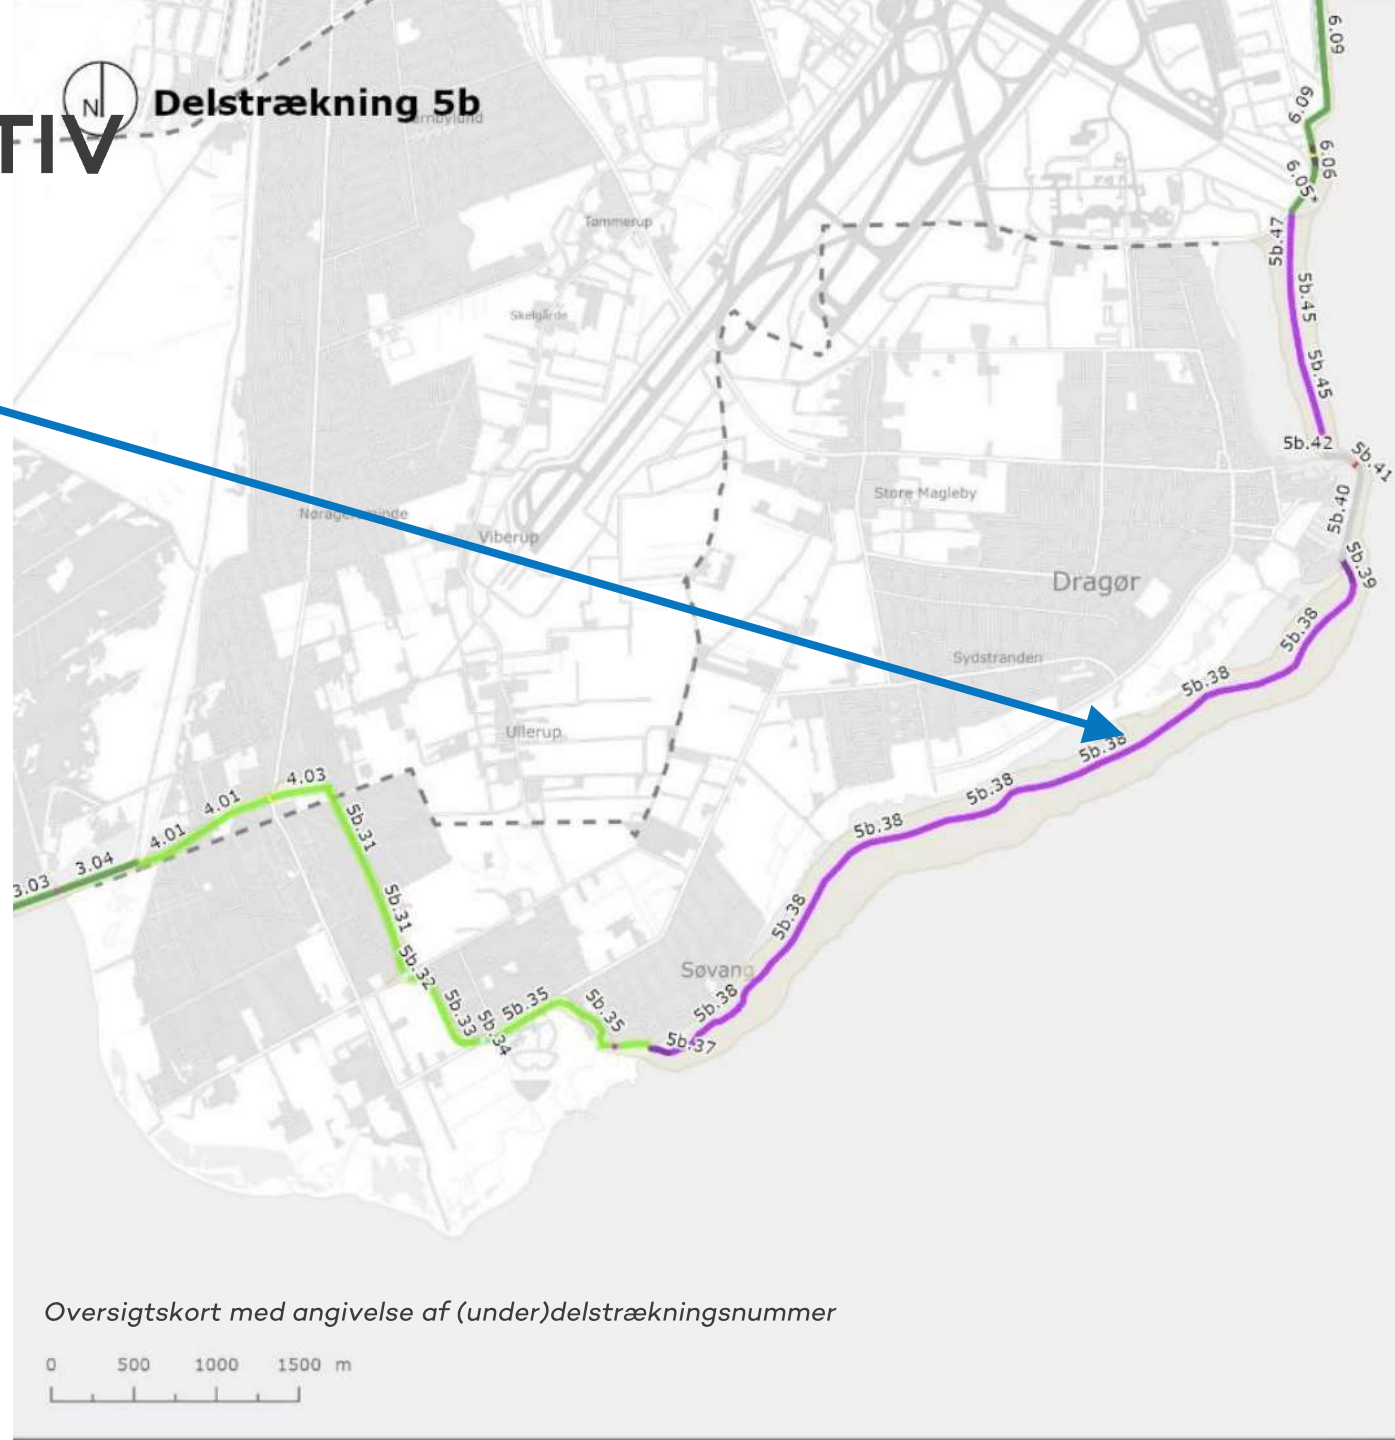 6.09
N Delstrækning 5b
TIV
6.09
6.06
6.05*
Tømmerup
5b.47
5b.45
Skelgårde
5b.45
5b.42
5b.41
Store Magleby
5b.40
Viberup
5b.39
Dragør
5b.38
Sydstranden
5b.38
Ullerup
5b.38
4.03
5b.38
4.01
5b.38
5b.31
4.01
3.04
3.03
5b.31
5b.38
5b.32
Søvang
5b.38
5b.35
5b.35
5b.33
5b.34
5b.37
Oversigtskort med angivelse af (under)delstrækningsnummer
0 500 1000 1500 m